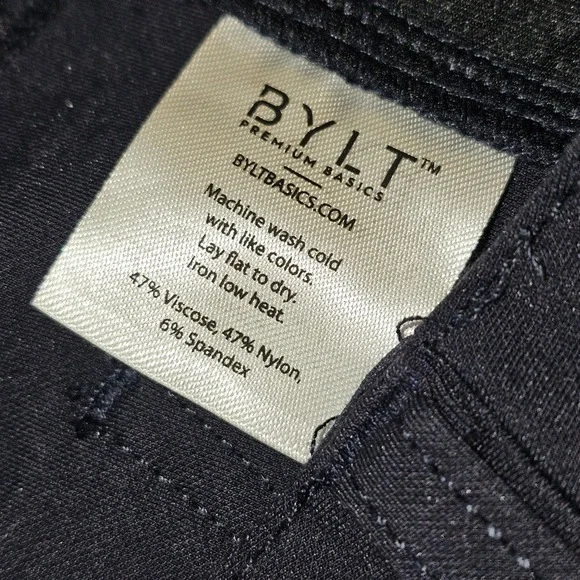 BYLT™
PREMIUM BASICS
BYLTBASICS.COM
Machine wash cold
with like colors.
Lay flat to dry.
Iron low heat.
47% Viscose, 47% Nylon,
6% Spandex